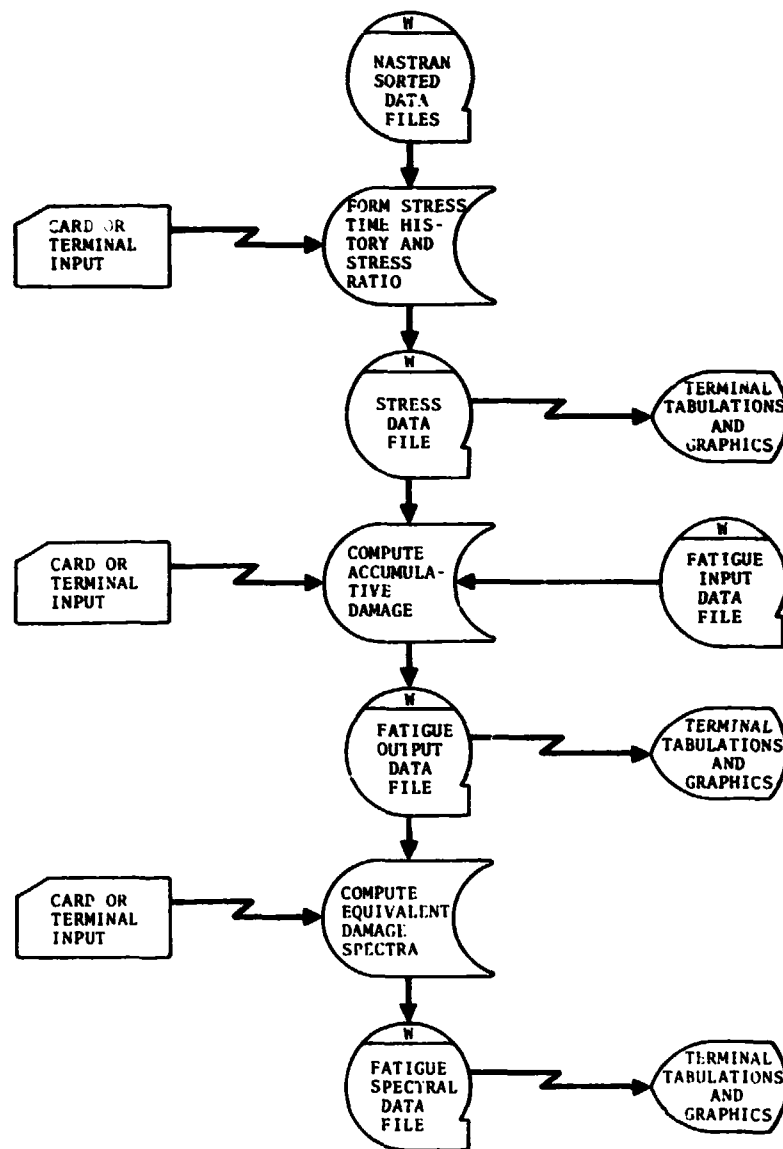 W
NASTRAN
SORTED
DATA
FILES
CARD OR
TERMINAL
INPUT
FORM STRESS
TIME HIS-
TORY AND
STRESS
RATIO
W
STRESS
DATA
FILE
TERMINAL
TABULATIONS
AND
GRAPHICS
CARD OR
TERMINAL
INPUT
COMPUTE
ACCUMULA-
TIVE
DAMAGE
W
FATIGUE
INPUT
DATA
FILE
W
FATIGUE
OUTPUT
DATA
FILE
TERMINAL
TABULATIONS
AND
GRAPHICS
CARD OR
TERMINAL
INPUT
COMPUTE
EQUIVALENT
DAMAGE
SPECTRA
W
FATIGUE
SPECTRAL
DATA
FILE
TERMINAL
TABULATIONS
AND
GRAPHICS